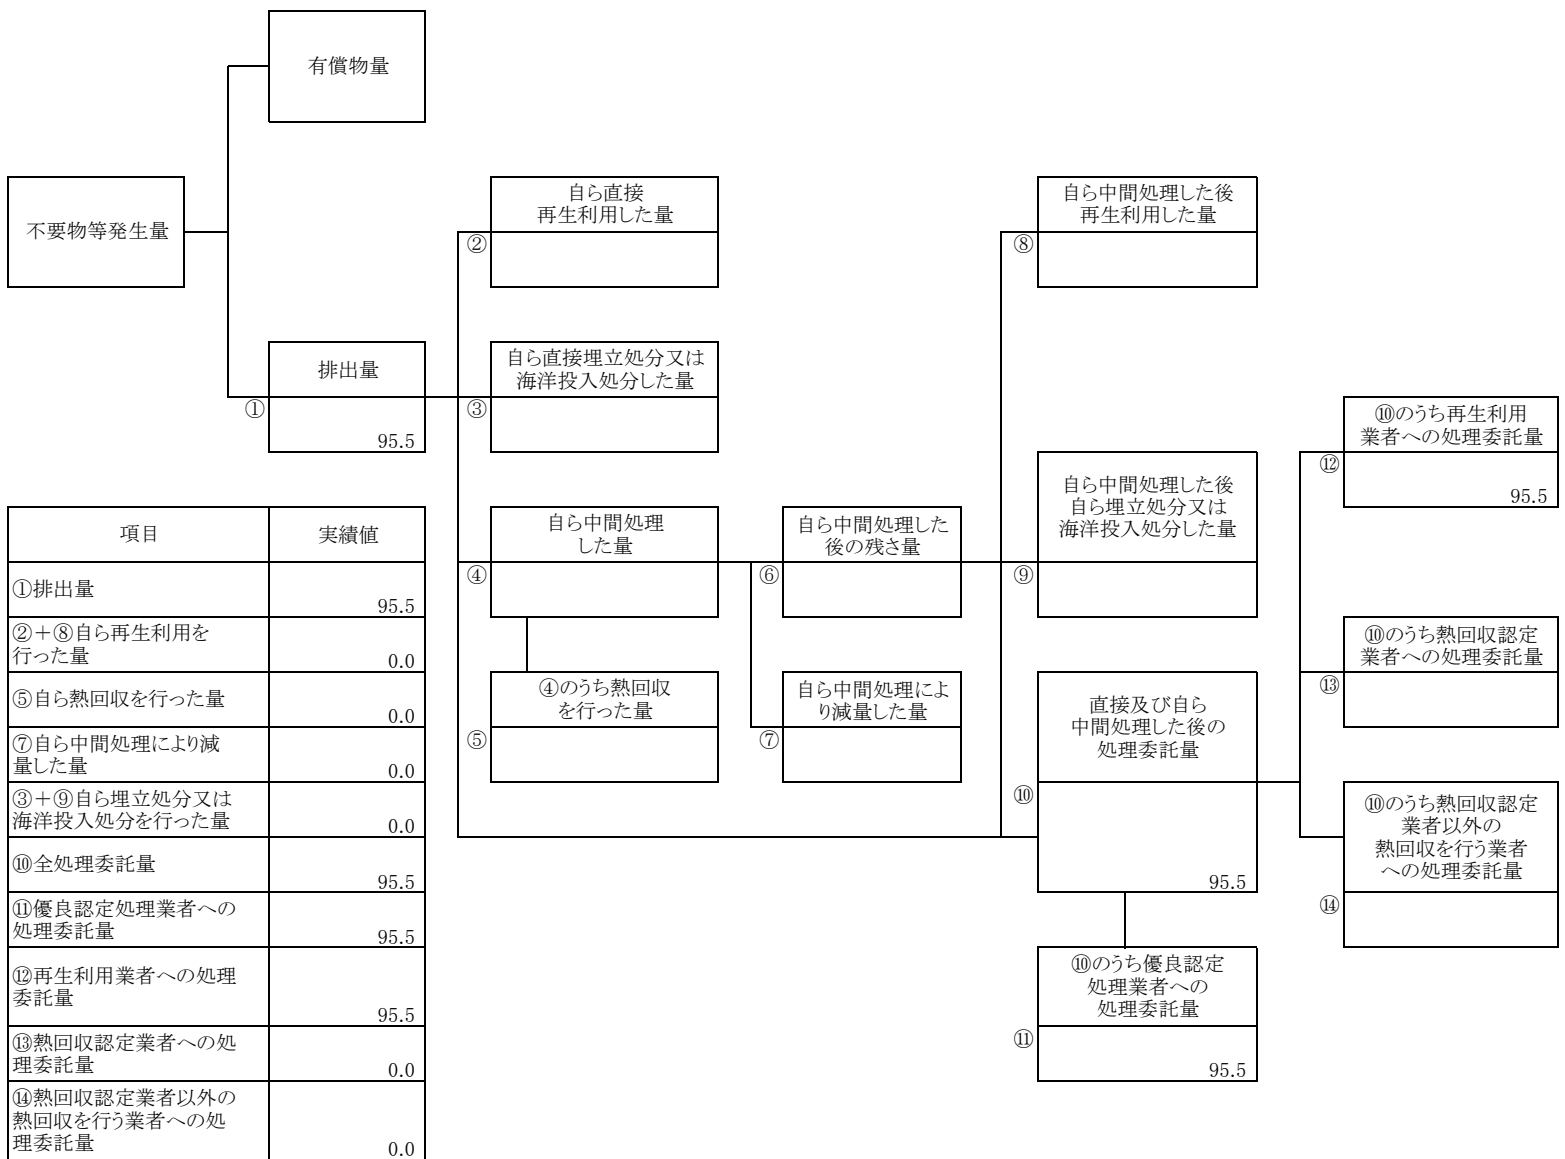 有償物量
不要物等発生量
自ら直接
再生利用した量
②
自ら中間処理した後
再生利用した量
⑧
排出量
①
95.5
自ら直接埋立処分又は
海洋投入処分した量
③
⑩のうち再生利用
業者への処理委託量
⑫
95.5
自ら中間処理
した量
④
自ら中間処理した
後の残さ量
⑥
自ら中間処理した後
自ら埋立処分又は
海洋投入処分した量
⑨
⑩のうち熱回収認定
業者への処理委託量
⑬
④のうち熱回収
を行った量
⑤
自ら中間処理によ
り減量した量
⑦
直接及び自ら
中間処理した後の
処理委託量
⑩
95.5
⑩のうち熱回収認定
業者以外の
熱回収を行う業者
への処理委託量
⑭
⑩のうち優良認定
処理業者への
処理委託量
⑪
95.5
項目 実績値
①排出量 95.5
②＋⑧自ら再生利用を
行った量 0.0
⑤自ら熱回収を行った量 0.0
⑦自ら中間処理により減
量した量 0.0
③＋⑨自ら埋立処分又は
海洋投入処分を行った量 0.0
⑩全処理委託量 95.5
⑪優良認定処理業者への
処理委託量 95.5
⑫再生利用業者への処理
委託量 95.5
⑬熱回収認定業者への処
理委託量 0.0
⑭熱回収認定業者以外の
熱回収を行う業者への処
理委託量 0.0